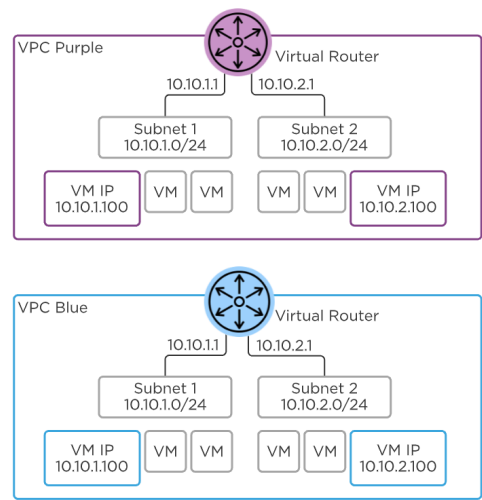 VPC Purple
Virtual Router
10.10.1.1
10.10.2.1
Subnet 1
10.10.1.0/24
Subnet 2
10.10.2.0/24
VM IP
10.10.1.100
VM
VM
VM
VM
VM IP
10.10.2.100
VPC Blue
Virtual Router
10.10.1.1
10.10.2.1
Subnet 1
10.10.1.0/24
Subnet 2
10.10.2.0/24
VM IP
10.10.1.100
VM
VM
VM
VM
VM IP
10.10.2.100